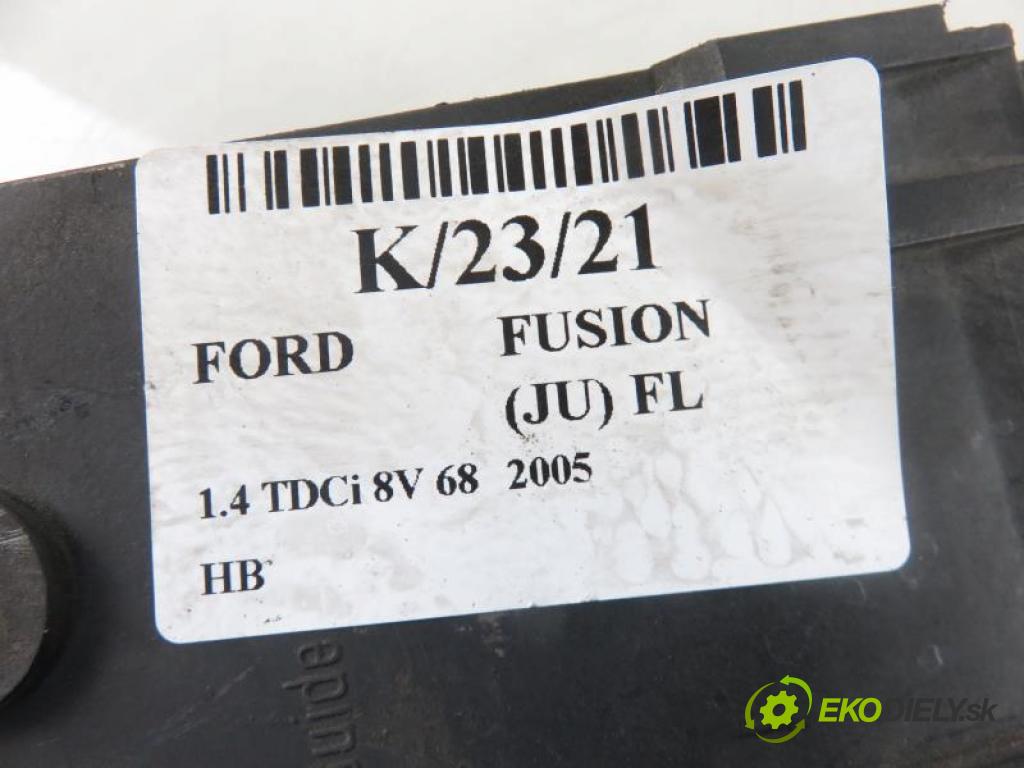 K/23/21
FORD FUSION
(JU) FL
1.4 TDCi 8V 68 2005
HB
EKODIELY.sk